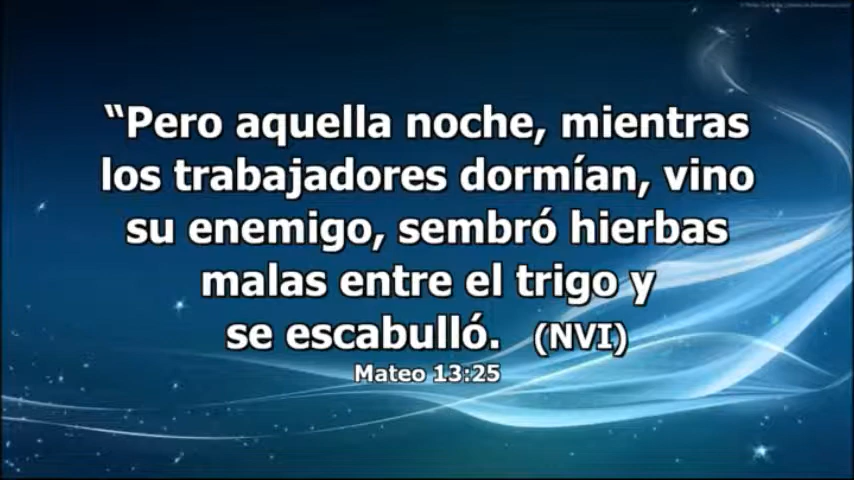 “Pero aquella noche, mientras
los trabajadores dormían, vino
su enemigo, sembró hierbas
malas entre el trigo y
se escabulló. (NVI)
Mateo 13:25